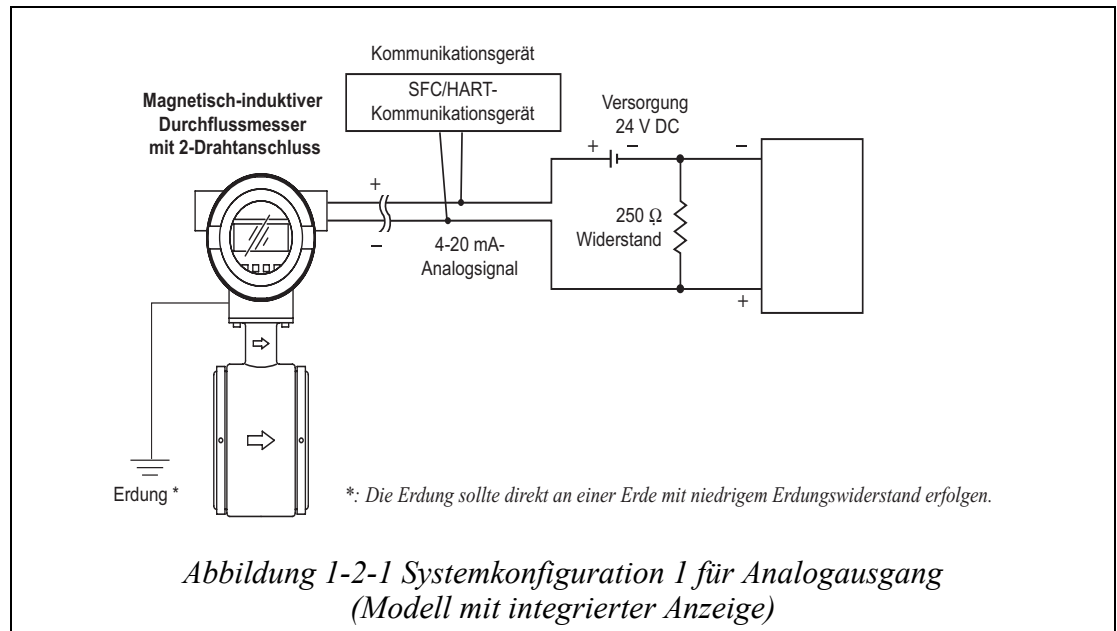 Kommunikationsgerät
SFC/HART-
Kommunikationsgerät
Magnetisch-induktiver
Durchflussmesser
mit 2-Drahtanschluss
Versorgung
24 V DC
+
–
–
+
–
250 Ω
Widerstand
4-20 mA-
Analogsignal
+
Erdung *
*: Die Erdung sollte direkt an einer Erde mit niedrigem Erdungswiderstand erfolgen.
Abbildung 1-2-1 Systemkonfiguration 1 für Analogausgang
(Modell mit integrierter Anzeige)